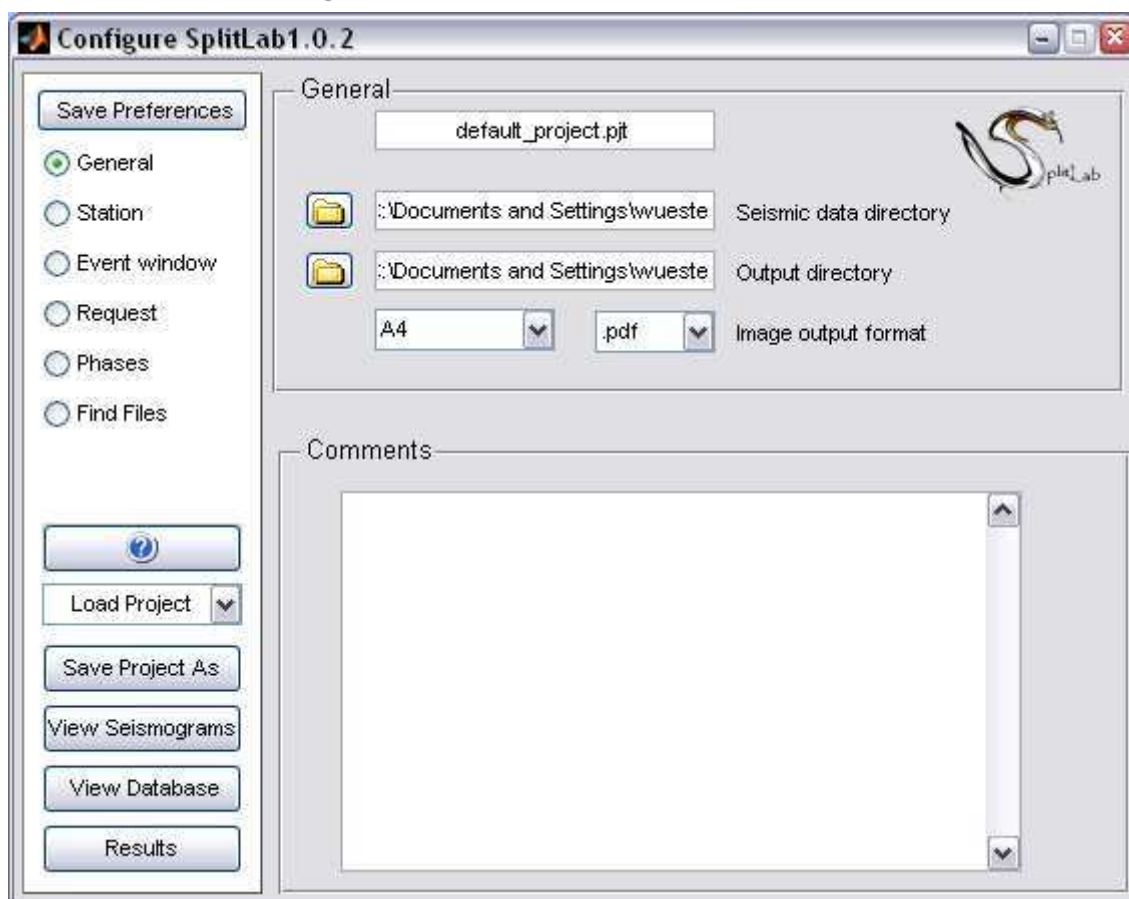 Configure SplitLab1.0.2
Save Preferences
General
Station
Event window
Request
Phases
Find Files
Load Project
Save Project As
View Seismograms
View Database
Results
General
default_project.pjt
:\Documents and Settings\wueste
Seismic data directory
:\Documents and Settings\wueste
Output directory
A4
.pdf
Image output format
SplitLab
Comments